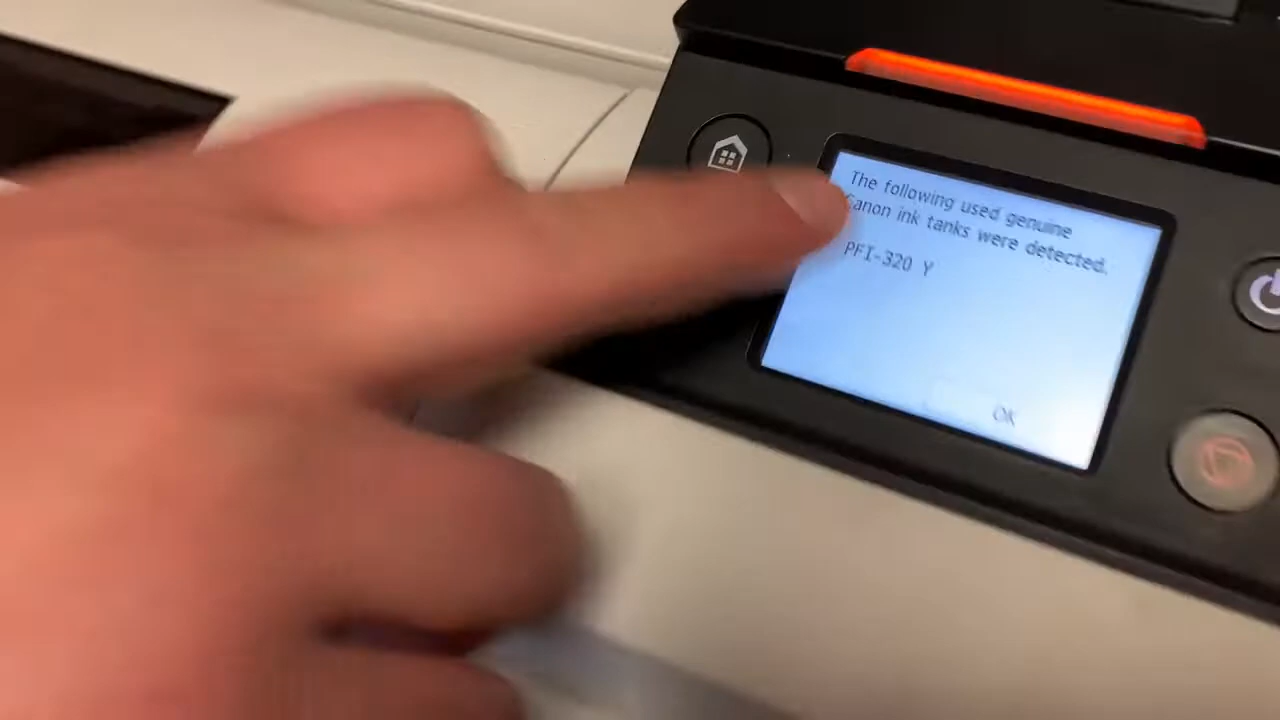 The following used genuine
Canon ink tanks were detected.
PFI-320 Y
OK